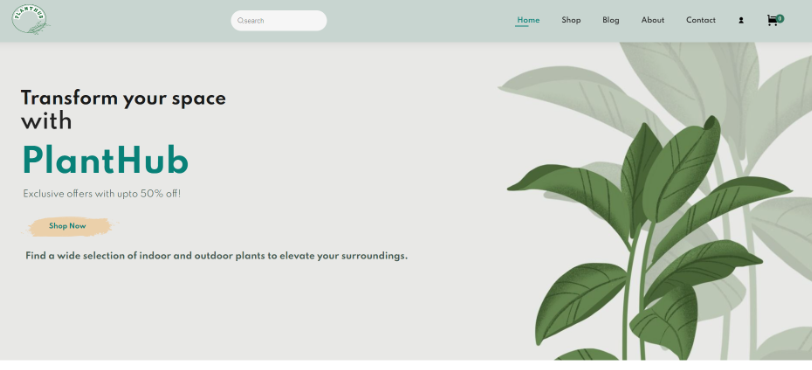 PLANTHUB
search
Home
Shop
Blog
About
Contact
0
Transform your space
with
PlantHub
Exclusive offers with upto 50% off!
Shop Now
Find a wide selection of indoor and outdoor plants to elevate your surroundings.